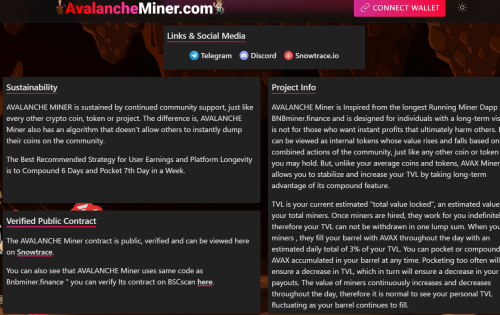 AvalancheMiner.com
CONNECT WALLET
Links & Social Media
Telegram Discord Snowtrace.io
Sustainability
AVALANCHE MINER is sustained by continued community support, just like
every other crypto coin, token or project. The difference is, AVALANCHE
Miner also has an algorithm that doesn't allow others to instantly dump
their coins on the community.
The Best Recommended Strategy for User Earnings and Platform Longevity
is to Compound 6 Days and Pocket 7th Day in a Week.
Verified Public Contract
The AVALANCHE Miner contract is public, verified and can be viewed here
on Snowtrace.
You can also see that AVALANCHE Miner uses same code as
Bnbminer.finance " you can verify Its contract on BSCscan here.
Project Info
AVALANCHE Miner is Inspired from the longest Running Miner Dapp
BNBminer.finance and is designed for individuals with a long-term vis
is not for those who want instant profits that ultimately harm others.
can be viewed as internal tokens whose value rises and falls based on
combined actions of the community, just like any other coin or token
you may hold. But, unlike your average coins and tokens, AVAX Miner
allows you to stabilize and increase your TVL by taking long-term
advantage of its compound feature.
TVL is your current estimated "total value locked", an estimated value
your total miners. Once miners are hired, they work for you indefinitel
therefore your TVL can not be withdrawn in one lump sum. When you
miners , they fill your barrel with AVAX throughout the day with an
estimated daily total of 3% of your TVL. You can pocket or compound
AVAX accumulated in your barrel at any time. Pocketing too often will
ensure a decrease in TVL, which in turn will ensure a decrease in your
payouts. The value of miners continuously increases and decreases
throughout the day, therefore it is normal to see your personal TVL
fluctuating as your barrel continues to fill.